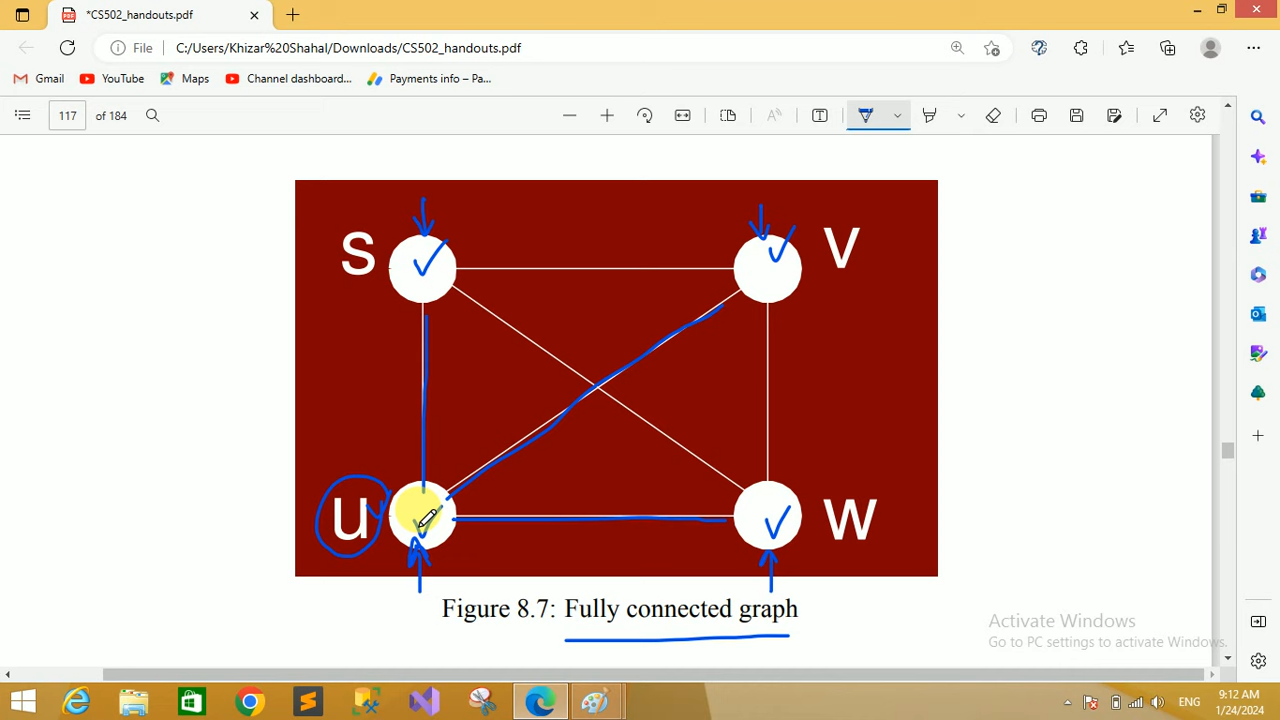 *CS502_handouts.pdf
File C:/Users/Khizar%20Shahal/Downloads/CS502_handouts.pdf
Gmail YouTube Maps Channel dashboard... Payments info – Pa...
117 of 184
s v
u w
Figure 8.7: Fully connected graph
Activate Windows
Go to PC settings to activate Windows.
ENG
9:12 AM
1/24/2024